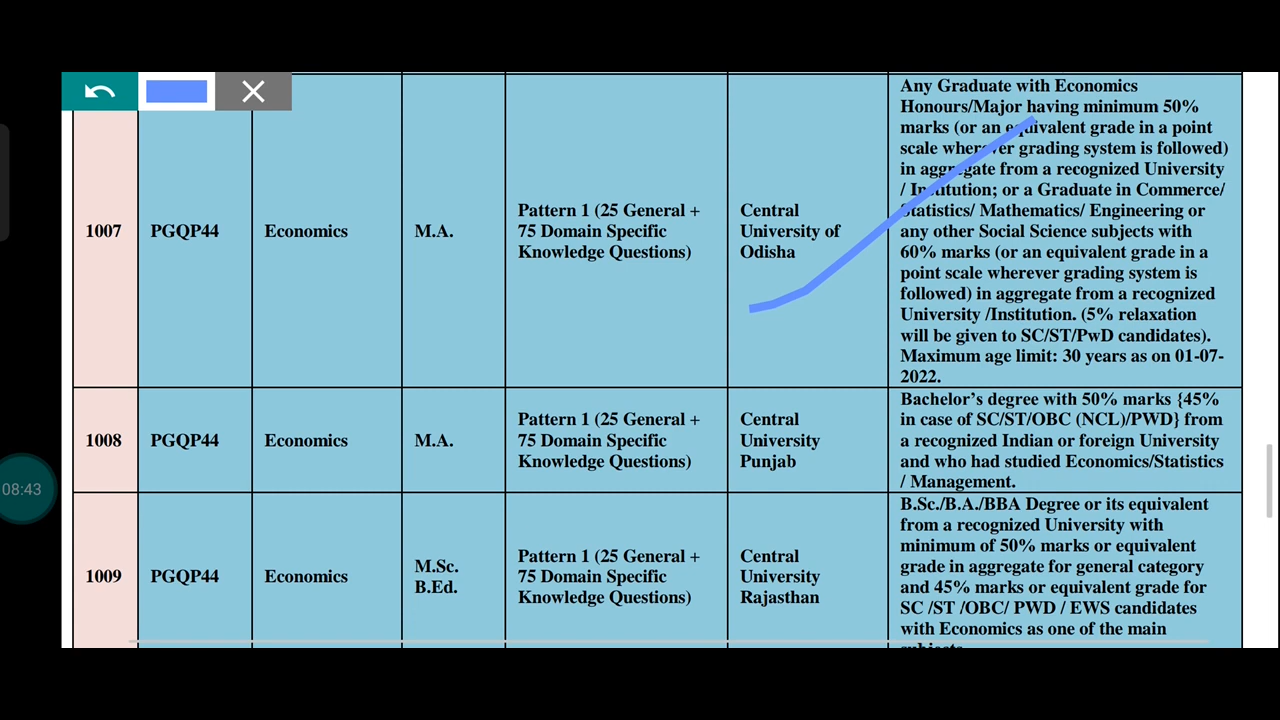 1007
PGQP44
Economics
M.A.
Pattern 1 (25 General +
75 Domain Specific
Knowledge Questions)
Central
University of
Odisha
Any Graduate with Economics
Honours/Major having minimum 50%
marks (or an equivalent grade in a point
scale wherever grading system is followed)
in aggregate from a recognized University
/ Institution; or a Graduate in Commerce/
Statistics/ Mathematics/ Engineering or
any other Social Science subjects with
60% marks (or an equivalent grade in a
point scale wherever grading system is
followed) in aggregate from a recognized
University /Institution. (5% relaxation
will be given to SC/ST/PwD candidates).
Maximum age limit: 30 years as on 01-07-
2022.
1008
PGQP44
Economics
M.A.
Pattern 1 (25 General +
75 Domain Specific
Knowledge Questions)
Central
University
Punjab
Bachelor’s degree with 50% marks {45%
in case of SC/ST/OBC (NCL)/PWD} from
a recognized Indian or foreign University
and who had studied Economics/Statistics
/ Management.
1009
PGQP44
Economics
M.Sc.
B.Ed.
Pattern 1 (25 General +
75 Domain Specific
Knowledge Questions)
Central
University
Rajasthan
B.Sc./B.A./BBA Degree or its equivalent
from a recognized University with
minimum of 50% marks or equivalent
grade in aggregate for general category
and 45% marks or equivalent grade for
SC /ST /OBC/ PWD / EWS candidates
with Economics as one of the main
08:43